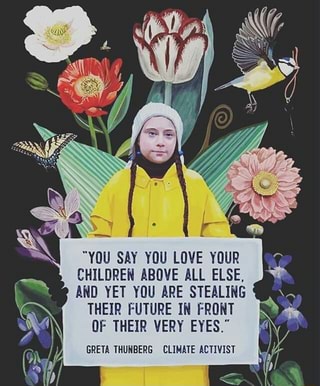 "YOU SAY YOU LOVE YOUR
CHILDREN ABOVE ALL ELSE,
AND YET YOU ARE STEALING
THEIR FUTURE IN FRONT
OF THEIR VERY EYES."
GRETA THUNBERG CLIMATE ACTIVIST